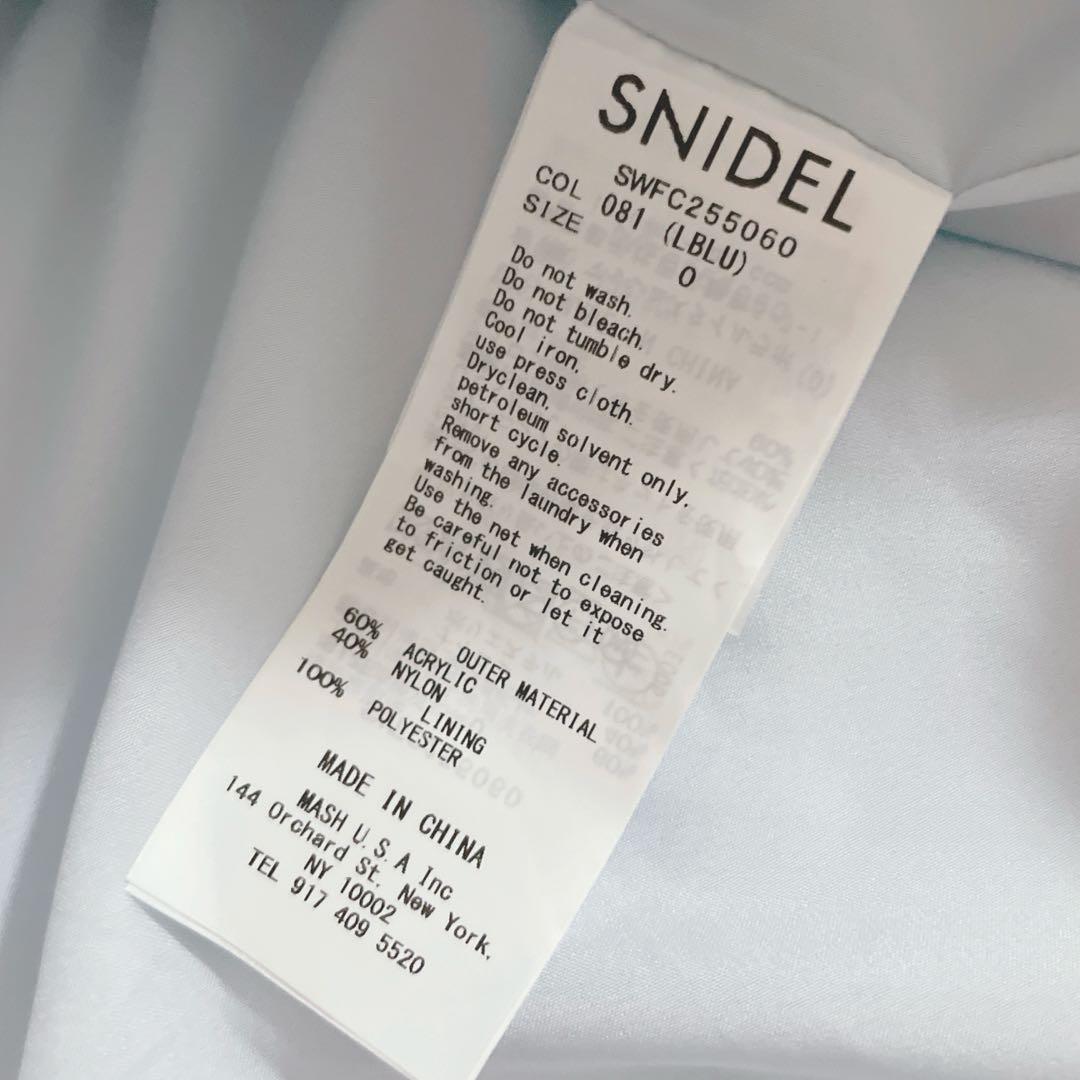 SNIDEL
SWFC255060
COL 081 (LBLU)
SIZE 0
Do not wash.
Do not bleach.
Do not tumble dry.
Cool iron.
use press cloth.
Dryclean.
petroleum solvent only.
short cycle.
Remove any accessories
from the laundry when
washing.
Use the net when cleaning.
Be careful not to expose
to friction or let it
get caught.
OUTER MATERIAL
60% ACRYLIC
40% NYLON
LINING
100% POLYESTER
MADE IN CHINA
MASH U.S.A Inc
144 Orchard St. New York,
NY 10002
TEL 917 409 5520